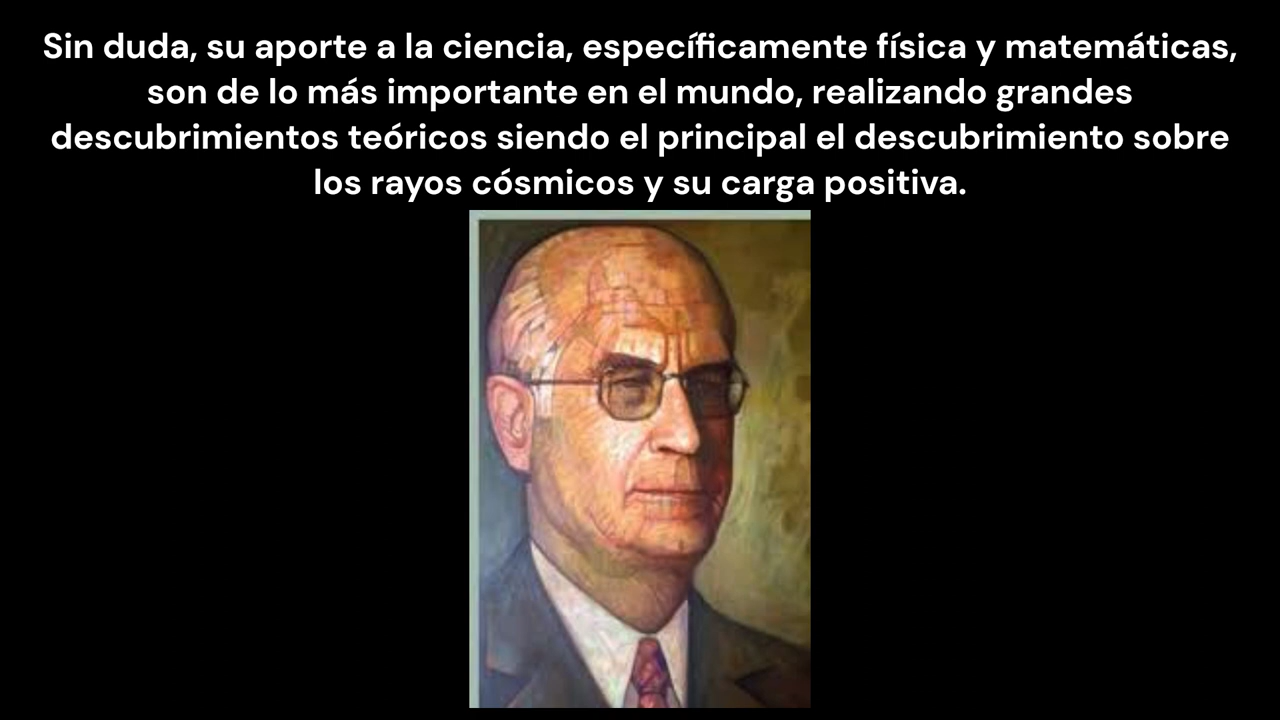 Sin duda, su aporte a la ciencia, específicamente física y matemáticas,
son de lo más importante en el mundo, realizando grandes
descubrimientos teóricos siendo el principal el descubrimiento sobre
los rayos cósmicos y su carga positiva.